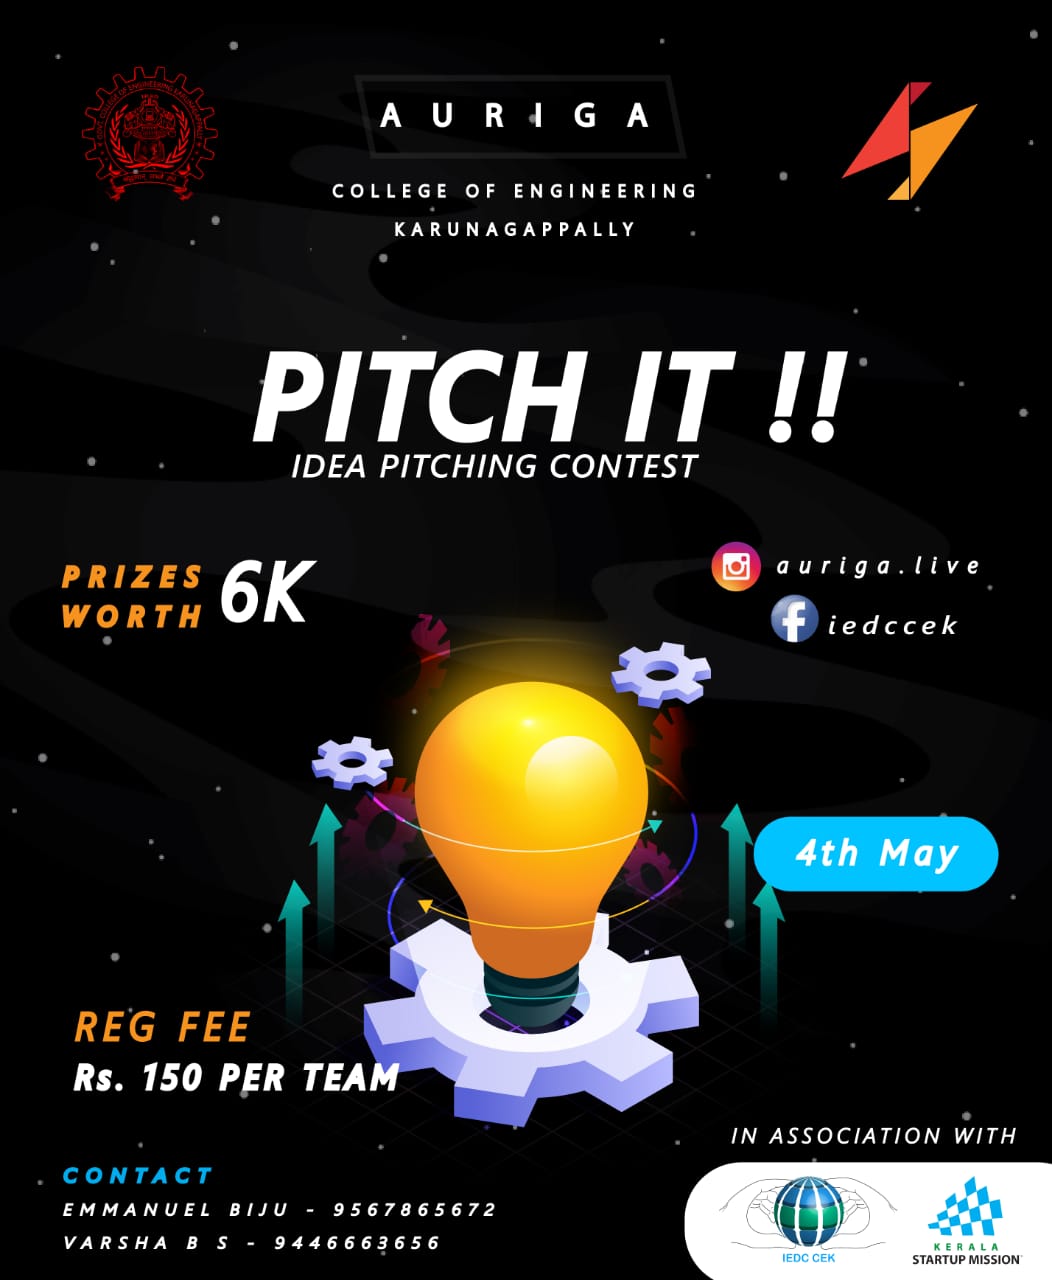 AURIGA
COLLEGE OF ENGINEERING
KARUNAGAPPALLY
PITCH IT !!
IDEA PITCHING CONTEST
PRIZES
WORTH
6K
auriga.live
iedccek
4th May
REG FEE
Rs. 150 PER TEAM
IN ASSOCIATION WITH
CONTACT
EMMANUEL BIJU - 9567865672
VARSHA B S - 9446663656
IEDC CEK
KERALA
STARTUP MISSION